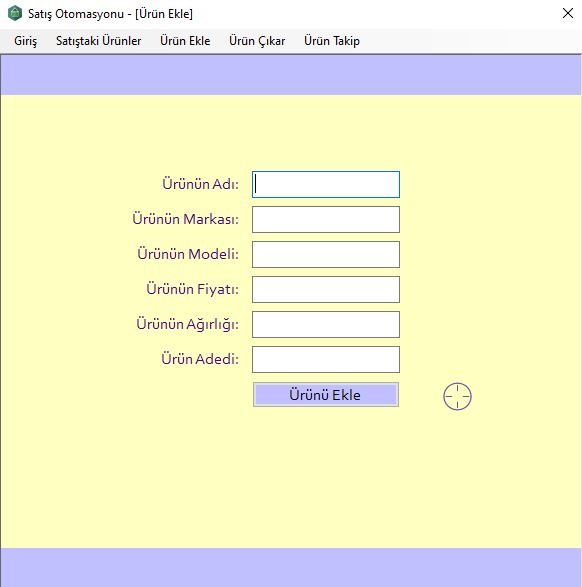 Satış Otomasyonu - [Ürün Ekle]
Giriş Satıştaki Ürünler Ürün Ekle Ürün Çıkar Ürün Takip
Ürünün Adı:
Ürünün Markası:
Ürünün Modeli:
Ürünün Fiyatı:
Ürünün Ağırlığı:
Ürün Adedi:
Ürünü Ekle